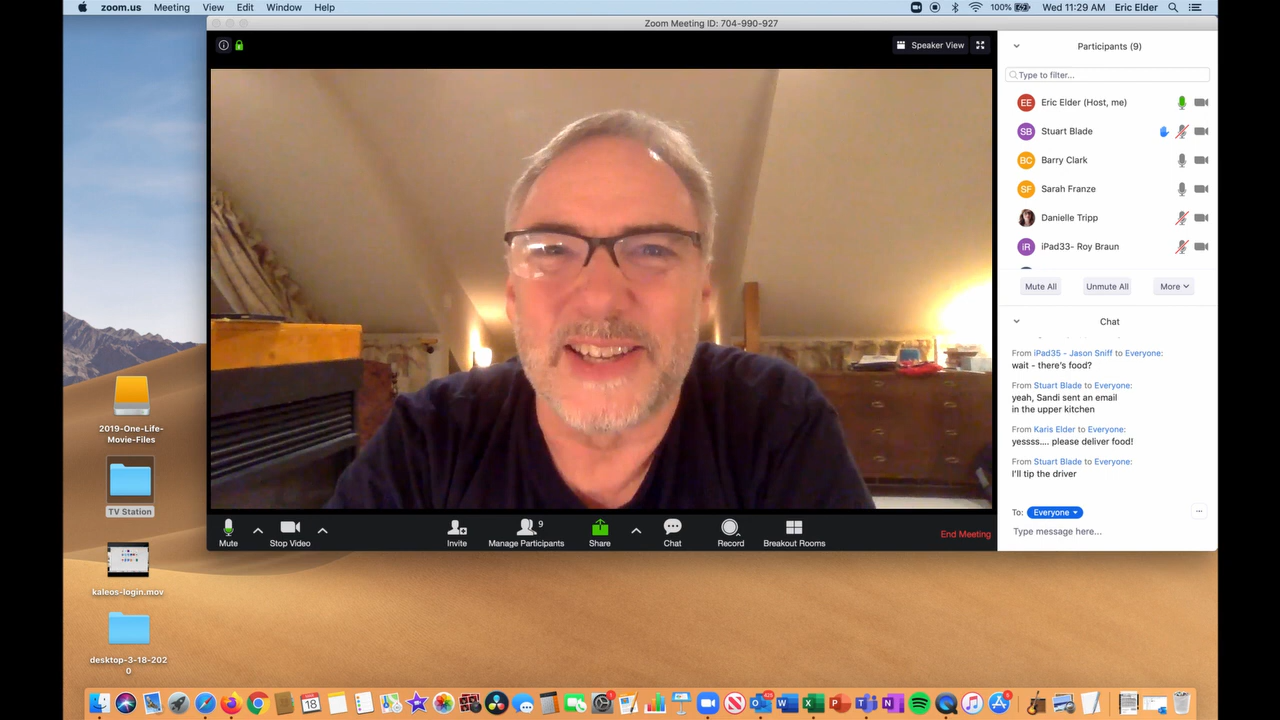 zoom.us Meeting View Edit Window Help 100% Wed 11:29 AM Eric Elder
Zoom Meeting ID: 704-990-927
Speaker View
Participants (9)
Type to filter...
EE Eric Elder (Host, me)
SB Stuart Blade
BC Barry Clark
SF Sarah Franze
Danielle Tripp
iR iPad33- Roy Braun
Mute All Unmute All More
Chat
From iPad35 - Jason Sniff to Everyone:
wait - there's food?
From Stuart Blade to Everyone:
yeah, Sandi sent an email
in the upper kitchen
From Karis Elder to Everyone:
yessss.... please deliver food!
From Stuart Blade to Everyone:
I'll tip the driver
To: Everyone
Type message here...
9
Mute Stop Video Invite Manage Participants Share Chat Record Breakout Rooms End Meeting
2019-One-Life-
Movie-Files
TV Station
kaleos-login.mov
desktop-3-18-202
0
18